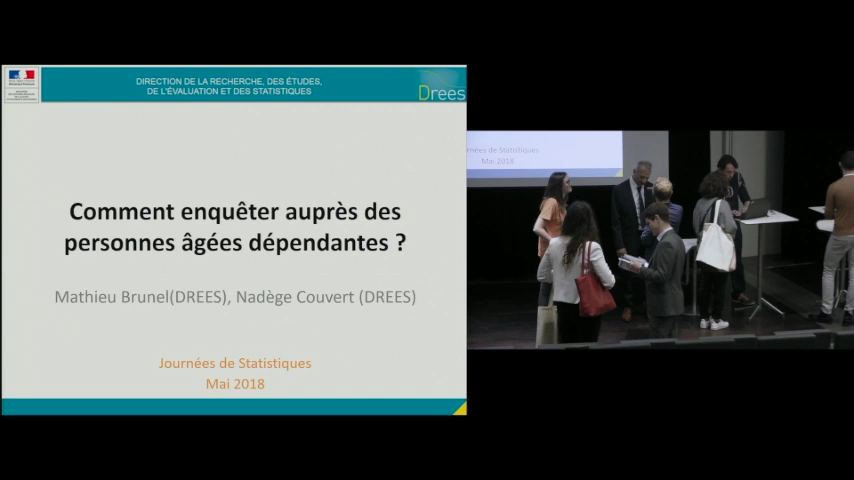 DIRECTION DE LA RECHERCHE, DES ÉTUDES,
DE L'ÉVALUATION ET DES STATISTIQUES
Drees
Comment enquêter auprès des
personnes âgées dépendantes ?
Mathieu Brunel(DREES), Nadège Couvert (DREES)
Journées de Statistiques
Mai 2018
de Statistiques
Mai 2018